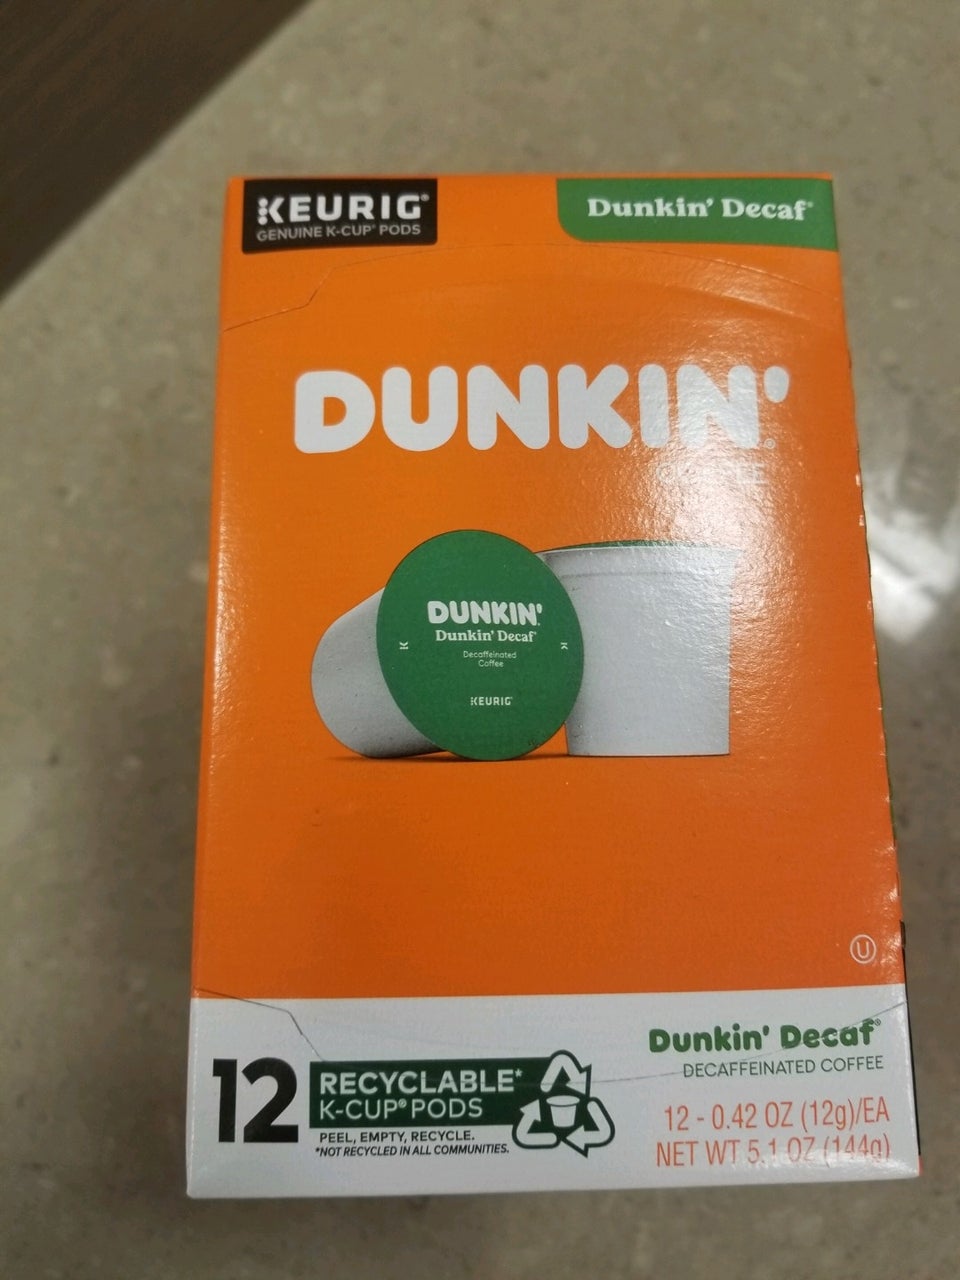 KEURIG®
GENUINE K-CUP® PODS
Dunkin' Decaf®
DUNKIN'®
DUNKIN'
Dunkin' Decaf®
Decaffeinated
Coffee
KEURIG
U
Dunkin' Decaf®
DECAFFEINATED COFFEE
12
RECYCLABLE*
K-CUP® PODS
PEEL, EMPTY, RECYCLE.
*NOT RECYCLED IN ALL COMMUNITIES.
12 - 0.42 OZ (12g)/EA
NET WT 5.1 OZ (144g)